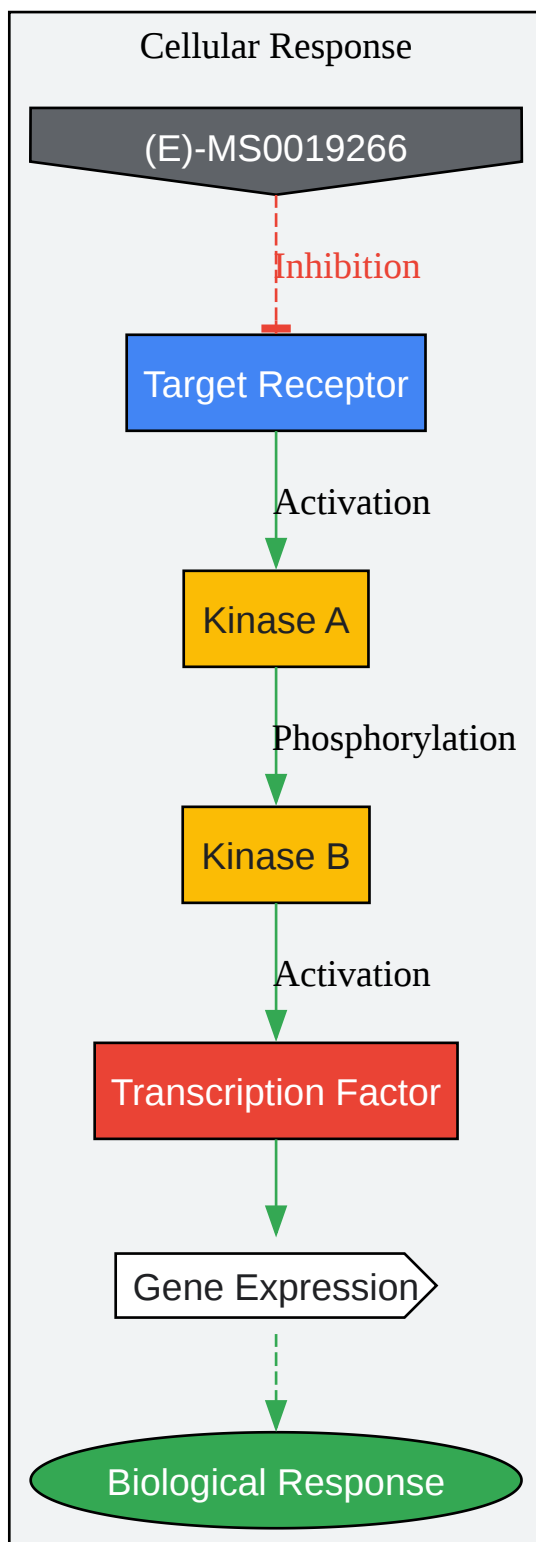 Cellular Response
(E)-MS0019266
Inhibition
Target Receptor
Activation
Kinase A
Phosphorylation
Kinase B
Activation
Transcription Factor
Gene Expression
Biological Response